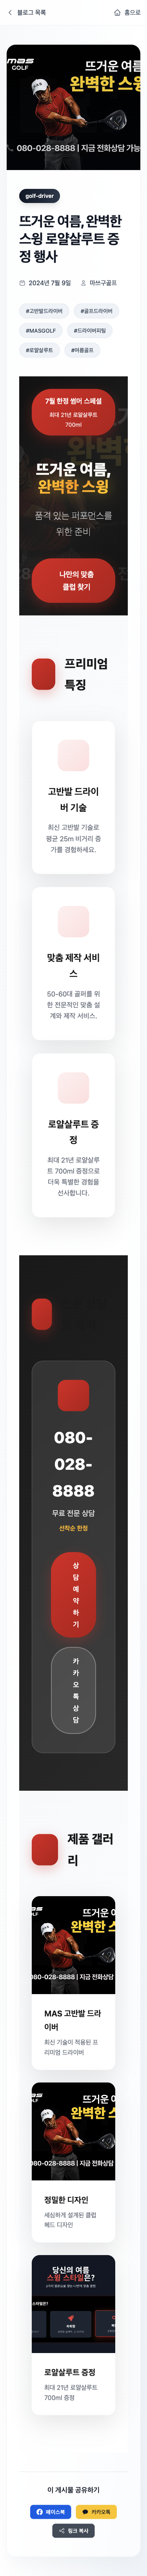 블로그 목록
홈으로
mas
GOLF
뜨거운 여름
완벽한 스윙
080-028-8888 | 지금 전화상담 가능
golf-driver
뜨거운 여름, 완벽한
스윙 로얄살루트 증
정 행사
2024년 7월 9일
마쓰구골프
#고반발드라이버
#골프드라이버
#MASGOLF
#드라이버피팅
#로얄살루트
#여름골프
7월 한정 썸머 스페셜
최대 21년 로얄살루트
700ml
뜨거운 여름,
완벽한 스윙
품격 있는 퍼포먼스를
위한 준비
나만의 맞춤
클럽 찾기
프리미엄
특징
고반발 드라이
버 기술
최신 고반발 기술로
평균 25m 비거리 증
가를 경험하세요.
맞춤 제작 서비
스
50-60대 골퍼를 위
한 전문적인 맞춤 설
계와 제작 서비스.
로얄살루트 증
정
최대 21년 로얄살루
트 700ml 증정으로
더욱 특별한 경험을
선사합니다.
080-
028-
8888
무료 전문 상담
선착순 한정
상
담
예
약
하
기
카
카
오
톡
상
담
제품 갤러
리
mas
GOLF
뜨거운 여
완벽한
080-028-8888 | 지금 전화상담
MAS 고반발 드라
이버
최신 기술이 적용된 프
리미엄 드라이버
mas
GOLF
뜨거운 여
완벽한
080-028-8888 | 지금 전화상담
정밀한 디자인
세심하게 설계된 클럽
헤드 디자인
당신의 여름
스윙 스타일은?
로얄살루트 증정
최대 21년 로얄살루트
700ml 증정
이 게시물 공유하기
페이스북
카카오톡
링크 복사